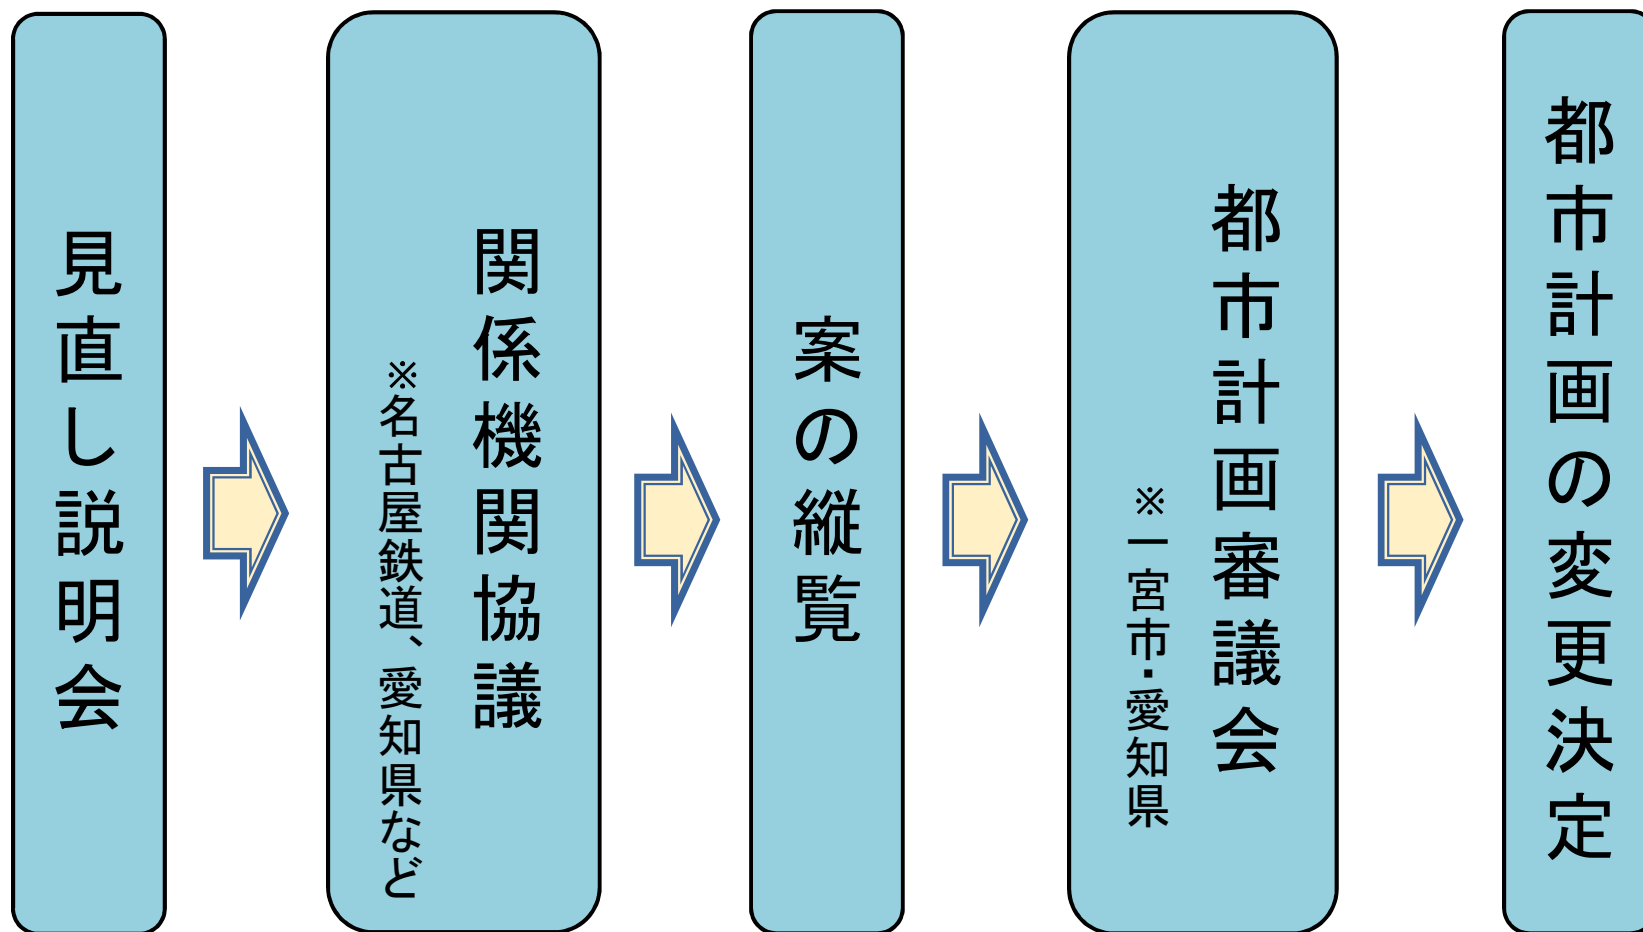 見直し説明会
関係機関協議
※名古屋鉄道、愛知県など
案の縦覧
都市計画審議会
※一宮市・愛知県
都市計画の変更決定